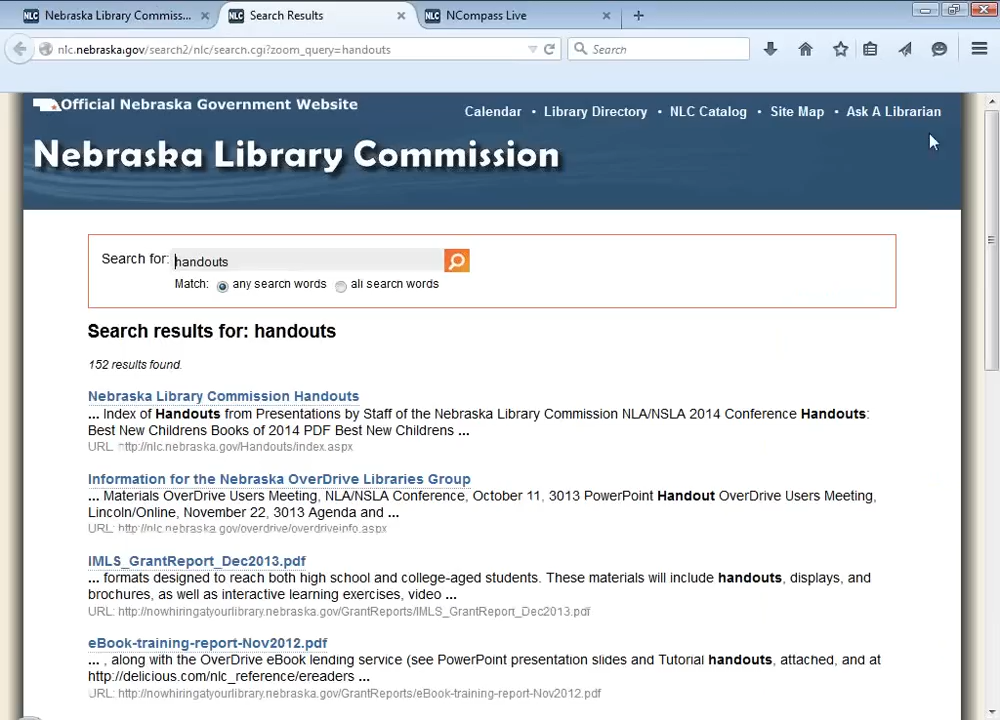 NLC Nebraska Library Commiss... ×
NLC Search Results ×
NLC NCompass Live ×
nlc.nebraska.gov/search2/nlc/search.cgi?zoom_query=handouts
Search
Official Nebraska Government Website
Calendar • Library Directory • NLC Catalog • Site Map • Ask A Librarian
Nebraska Library Commission
Search for: handouts
Match: any search words all search words
Search results for: handouts
152 results found.
Nebraska Library Commission Handouts
... Index of Handouts from Presentations by Staff of the Nebraska Library Commission NLA/NSLA 2014 Conference Handouts:
Best New Childrens Books of 2014 PDF Best New Childrens ...
URL: http://nlc.nebraska.gov/Handouts/index.aspx
Information for the Nebraska OverDrive Libraries Group
... Materials OverDrive Users Meeting, NLA/NSLA Conference, October 11, 3013 PowerPoint Handout OverDrive Users Meeting,
Lincoln/Online, November 22, 3013 Agenda and ...
URL: http://nlc.nebraska.gov/overdrive/overdriveinfo.aspx
IMLS_GrantReport_Dec2013.pdf
... formats designed to reach both high school and college-aged students. These materials will include handouts, displays, and
brochures, as well as interactive learning exercises, video ...
URL: http://nowhiringatyourlibrary.nebraska.gov/GrantReports/IMLS_GrantReport_Dec2013.pdf
eBook-training-report-Nov2012.pdf
... , along with the OverDrive eBook lending service (see PowerPoint presentation slides and Tutorial handouts, attached, and at
http://delicious.com/nlc_reference/ereaders ...
URL: http://nowhiringatyourlibrary.nebraska.gov/GrantReports/eBook-training-report-Nov2012.pdf